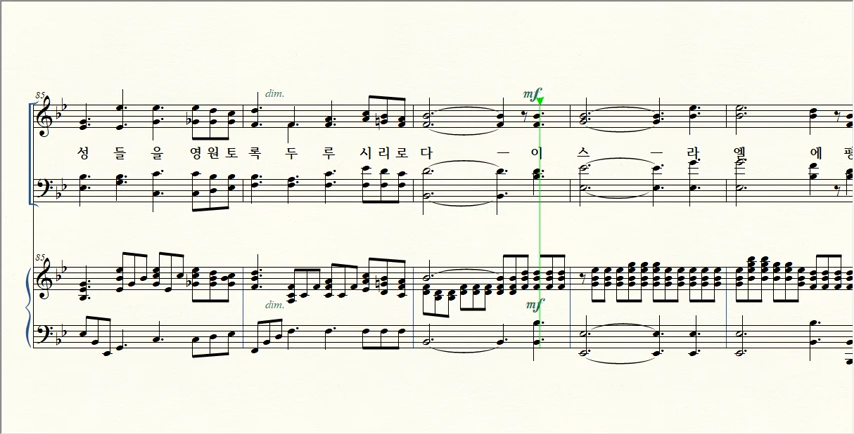 85
dim.
mf
성 들 을 영 원 토 록 두 루 시 리 로 다 — 이 스 — 라 엘 에 평
85
dim.
mf